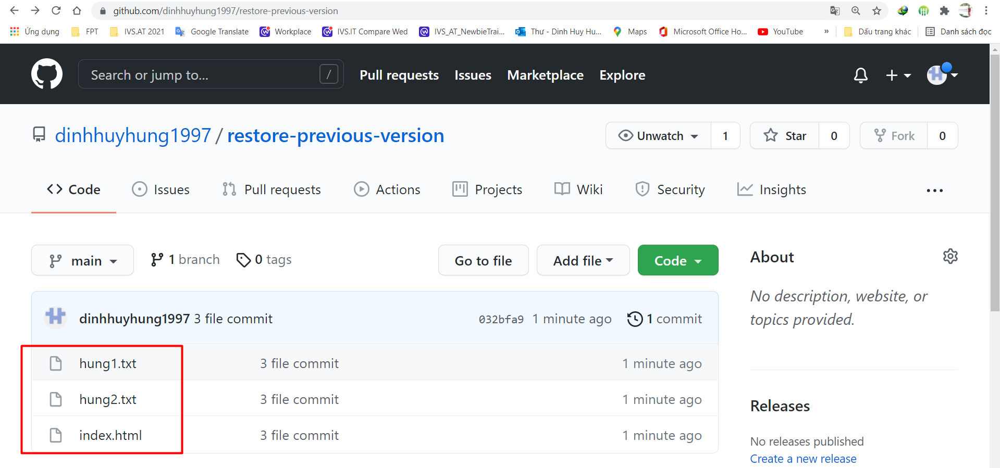 github.com/dinhhuyhung1997/restore-previous-version
Ứng dụng FPT IVS.AT 2021 Google Translate Workplace IVS.IT Compare Wed IVS_AT_NewbieTrai... Thư - Dinh Huy Hu... Maps Microsoft Office Ho... YouTube » Dấu trang khác Danh sách đọc
Search or jump to... / Pull requests Issues Marketplace Explore
dinhhuyhung1997 / restore-previous-version Unwatch 1 Star 0 Fork 0
Code Issues Pull requests Actions Projects Wiki Security Insights ...
main 1 branch 0 tags Go to file Add file Code
dinhhuyhung1997 3 file commit 032bfa9 1 minute ago 1 commit
hung1.txt 3 file commit 1 minute ago
hung2.txt 3 file commit 1 minute ago
index.html 3 file commit 1 minute ago
About
No description, website, or
topics provided.
Releases
No releases published
Create a new release